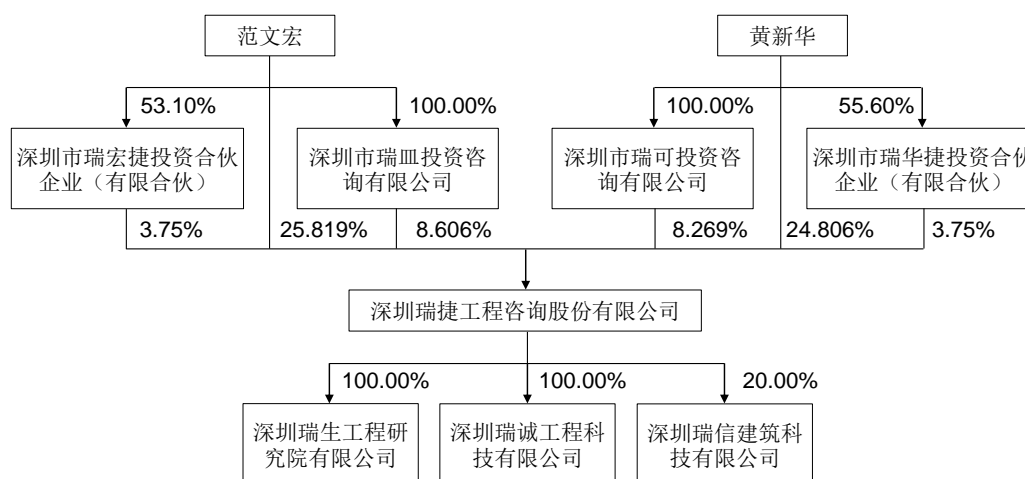 范文宏
黄新华
53.10%
100.00%
100.00%
55.60%
深圳市瑞宏捷投资合伙
企业（有限合伙）
深圳市瑞皿投资咨
询有限公司
深圳市瑞可投资咨
询有限公司
深圳市瑞华捷投资合伙
企业（有限合伙）
3.75%
25.819%
8.606%
8.269%
24.806%
3.75%
深圳瑞捷工程咨询股份有限公司
100.00%
100.00%
20.00%
深圳瑞生工程研
究院有限公司
深圳瑞诚工程科
技有限公司
深圳瑞信建筑科
技有限公司